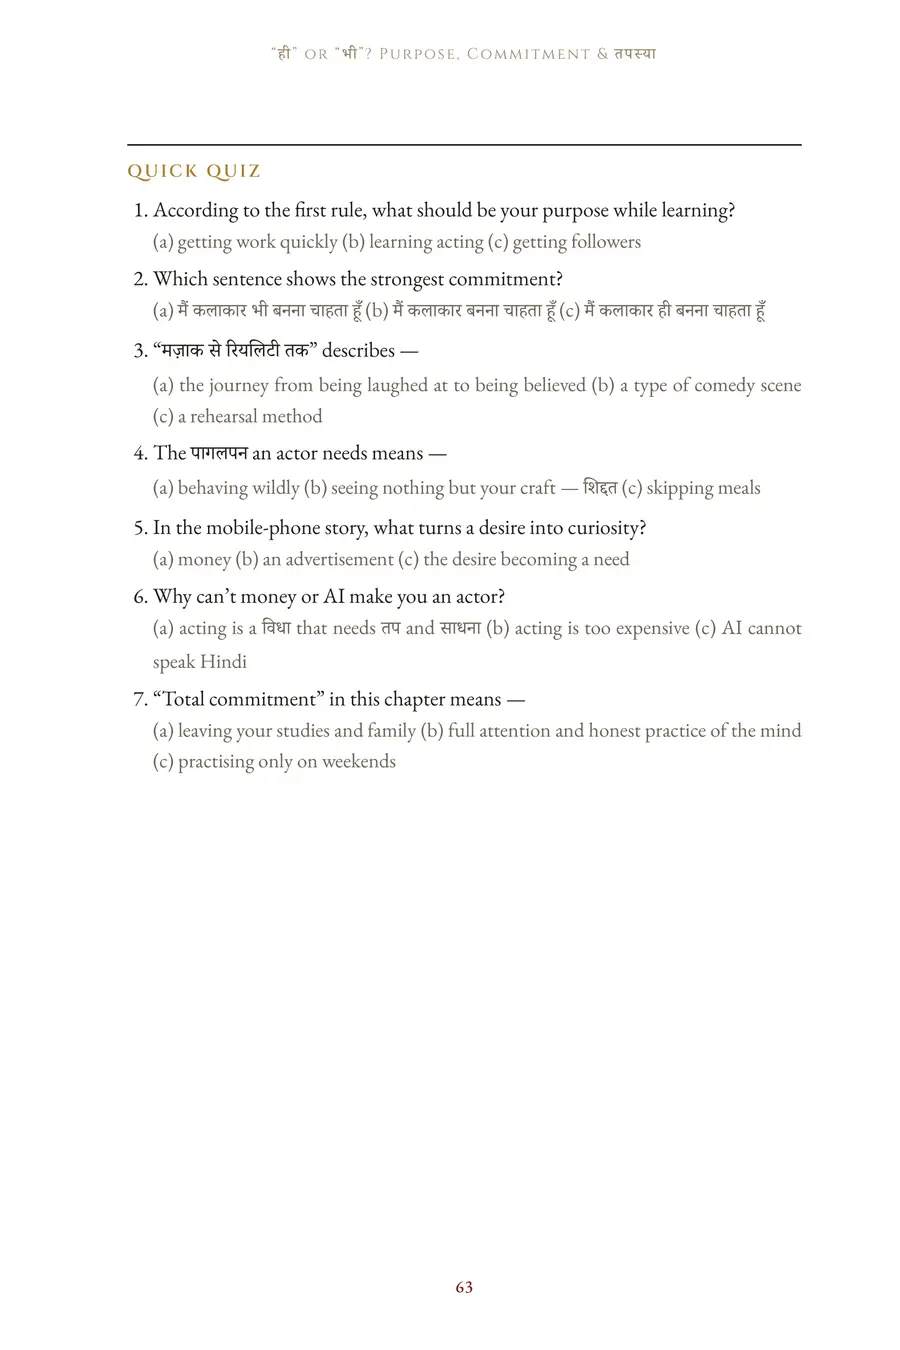 “ही” or “भी”? Purpose, Commitment & तपस्या
QUICK QUIZ
1. According to the first rule, what should be your purpose while learning?
(a) getting work quickly (b) learning acting (c) getting followers
2. Which sentence shows the strongest commitment?
(a) मैं कलाकार भी बनना चाहता हूँ (b) मैं कलाकार बनना चाहता हूँ (c) मैं कलाकार ही बनना चाहता हूँ
3. “मज़ाक से रियलिटी तक” describes —
(a) the journey from being laughed at to being believed (b) a type of comedy scene
(c) a rehearsal method
4. The पागलपन an actor needs means —
(a) behaving wildly (b) seeing nothing but your craft — शिद्दत (c) skipping meals
5. In the mobile-phone story, what turns a desire into curiosity?
(a) money (b) an advertisement (c) the desire becoming a need
6. Why can’t money or AI make you an actor?
(a) acting is a विधा that needs तप and साधना (b) acting is too expensive (c) AI cannot
speak Hindi
7. “Total commitment” in this chapter means —
(a) leaving your studies and family (b) full attention and honest practice of the mind
(c) practising only on weekends
63